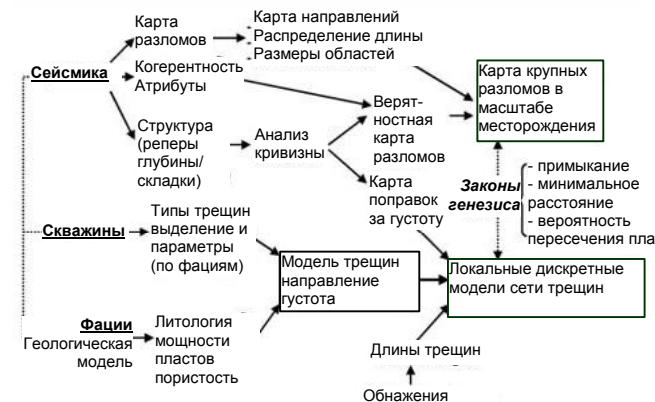 Карта
разломов
Карта направлений
Распределение длины
Размеры областей
Сейсмика
Когерентность
Атрибуты
Карта крупных
разломов в
масштабе
месторождения
Структура
(реперы
глубины/
складки)
Анализ
кривизны
Верят-
ностная
карта
разломов
Карта
поправок
за густоту
Законы
генезиса
- примыкание
- минимальное
расстояние
- вероятность
пересечения пла
Скважины
Типы трещин
выделение и
параметры
(по фациям)
Модель трещин
направление
густота
Локальные дискретные
модели сети трещин
Фации
Геологическая
модель
Литология
мощности
пластов
пористость
Длины трещин
Обнажения